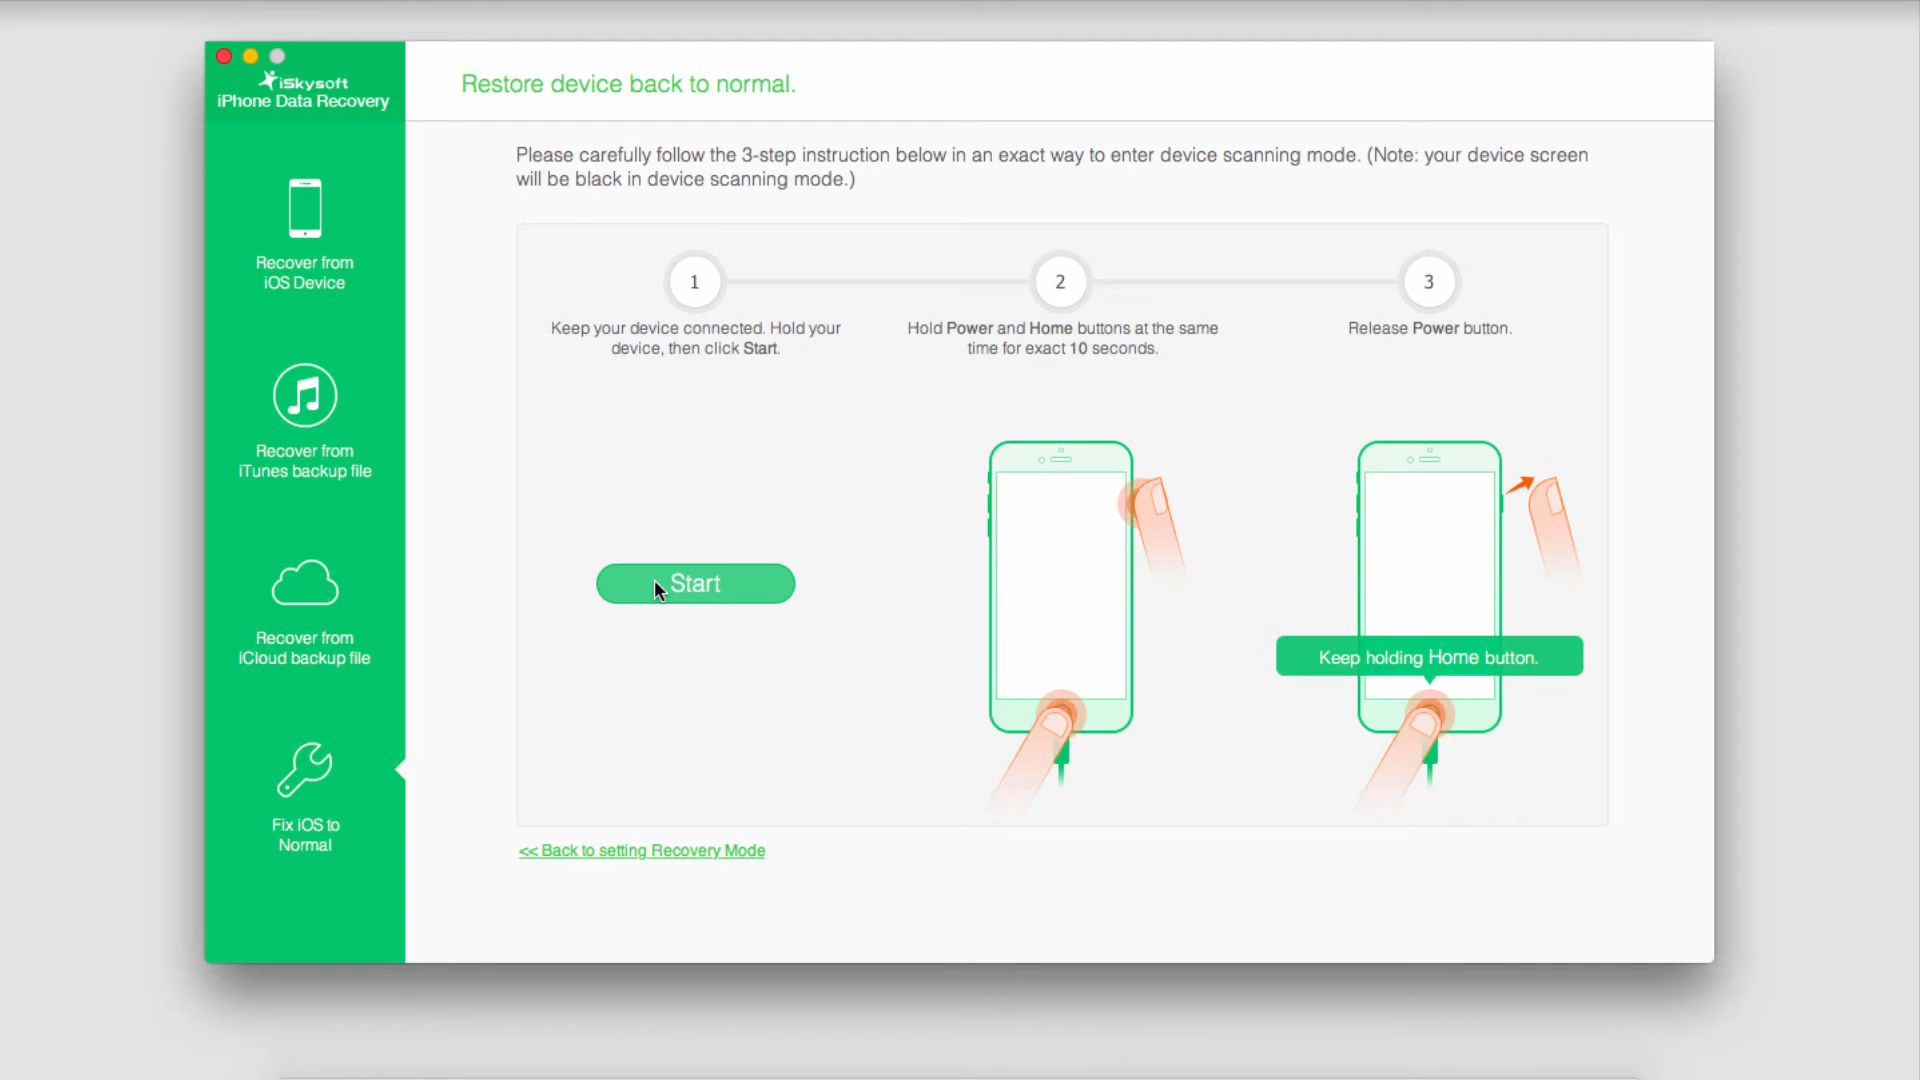 iSkysoft
iPhone Data Recovery
Restore device back to normal.
Please carefully follow the 3-step instruction below in an exact way to enter device scanning mode. (Note: your device screen
will be black in device scanning mode.)
1
2
3
Keep your device connected. Hold your
device, then click Start.
Hold Power and Home buttons at the same
time for exact 10 seconds.
Release Power button.
Start
Keep holding Home button.
<< Back to setting Recovery Mode
Recover from
iOS Device
Recover from
iTunes backup file
Recover from
iCloud backup file
Fix iOS to
Normal